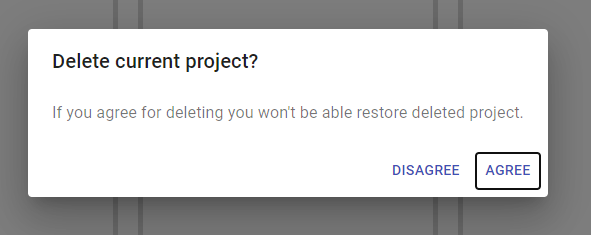 Delete current project?
If you agree for deleting you won't be able restore deleted project.
DISAGREE AGREE